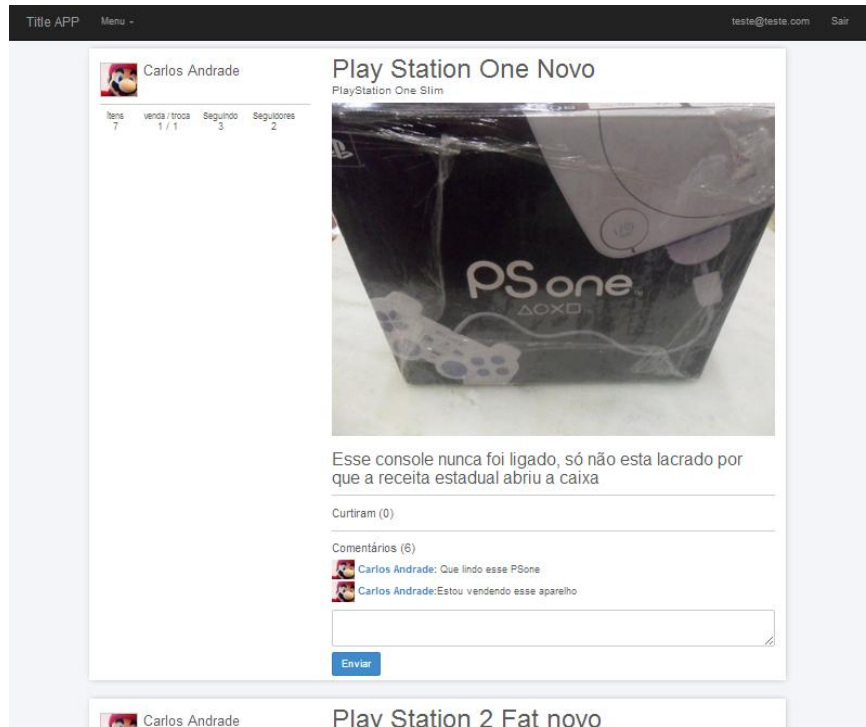 Title APP
Menu
teste@teste.com
Sair
Carlos Andrade
Ítens
7
venda / troca
1 / 1
Seguindo
3
Seguidores
2
Play Station One Novo
PlayStation One Slim
PS one
Esse console nunca foi ligado, só não esta lacrado por
que a receita estadual abriu a caixa
Curtiram (0)
Comentários (6)
Carlos Andrade: Que lindo esse PSone
Carlos Andrade:Estou vendendo esse aparelho
Enviar
Carlos Andrade
Play Station 2 Fat novo